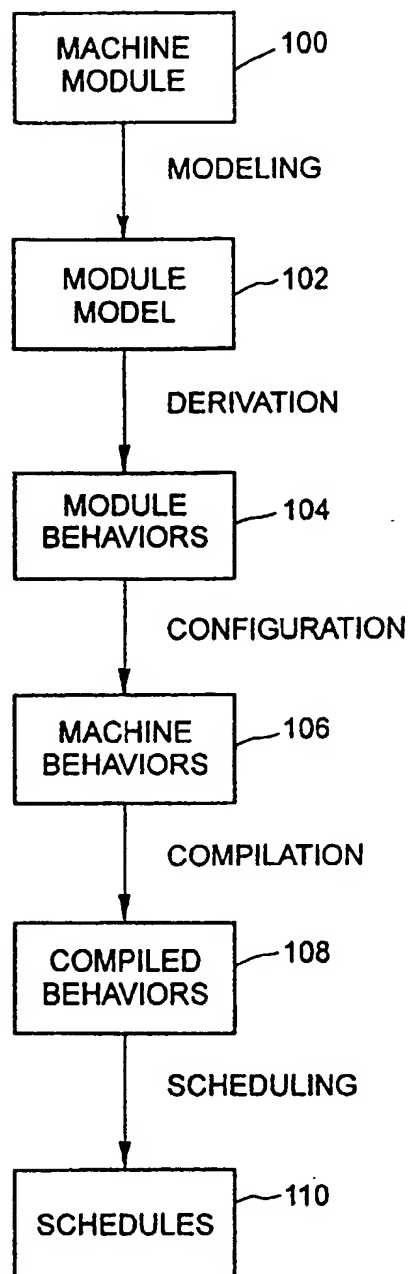 MACHINE
MODULE
100
MODELING
MODULE
MODEL
102
DERIVATION
MODULE
BEHAVIORS
104
CONFIGURATION
MACHINE
BEHAVIORS
106
COMPILATION
COMPILED
BEHAVIORS
108
SCHEDULING
SCHEDULES
110